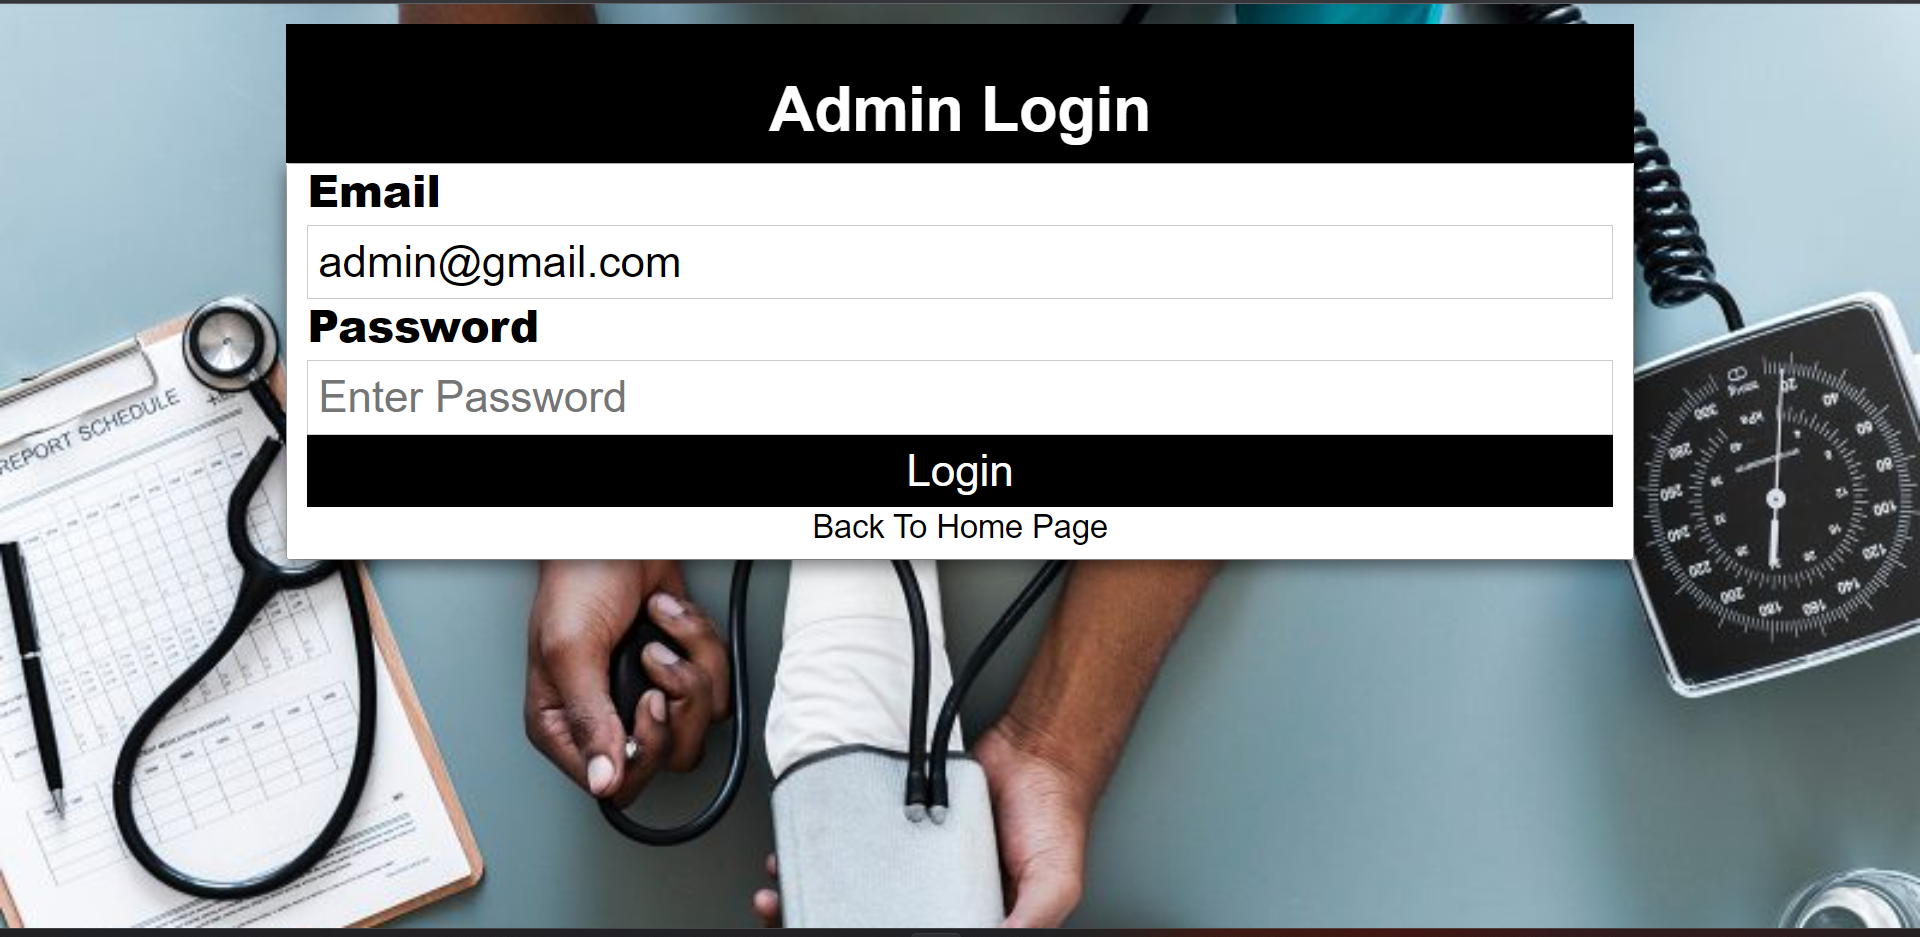 Admin Login
Email
admin@gmail.com
Password
Enter Password
Login
Back To Home Page
REPORT SCHEDULE